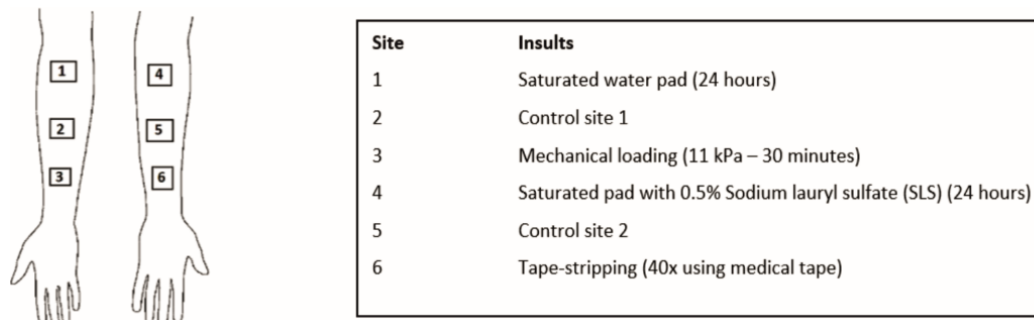 1
4
2
5
3
6
Site Insults
1 Saturated water pad (24 hours)
2 Control site 1
3 Mechanical loading (11 kPa – 30 minutes)
4 Saturated pad with 0.5% Sodium lauryl sulfate (SLS) (24 hours)
5 Control site 2
6 Tape-stripping (40x using medical tape)